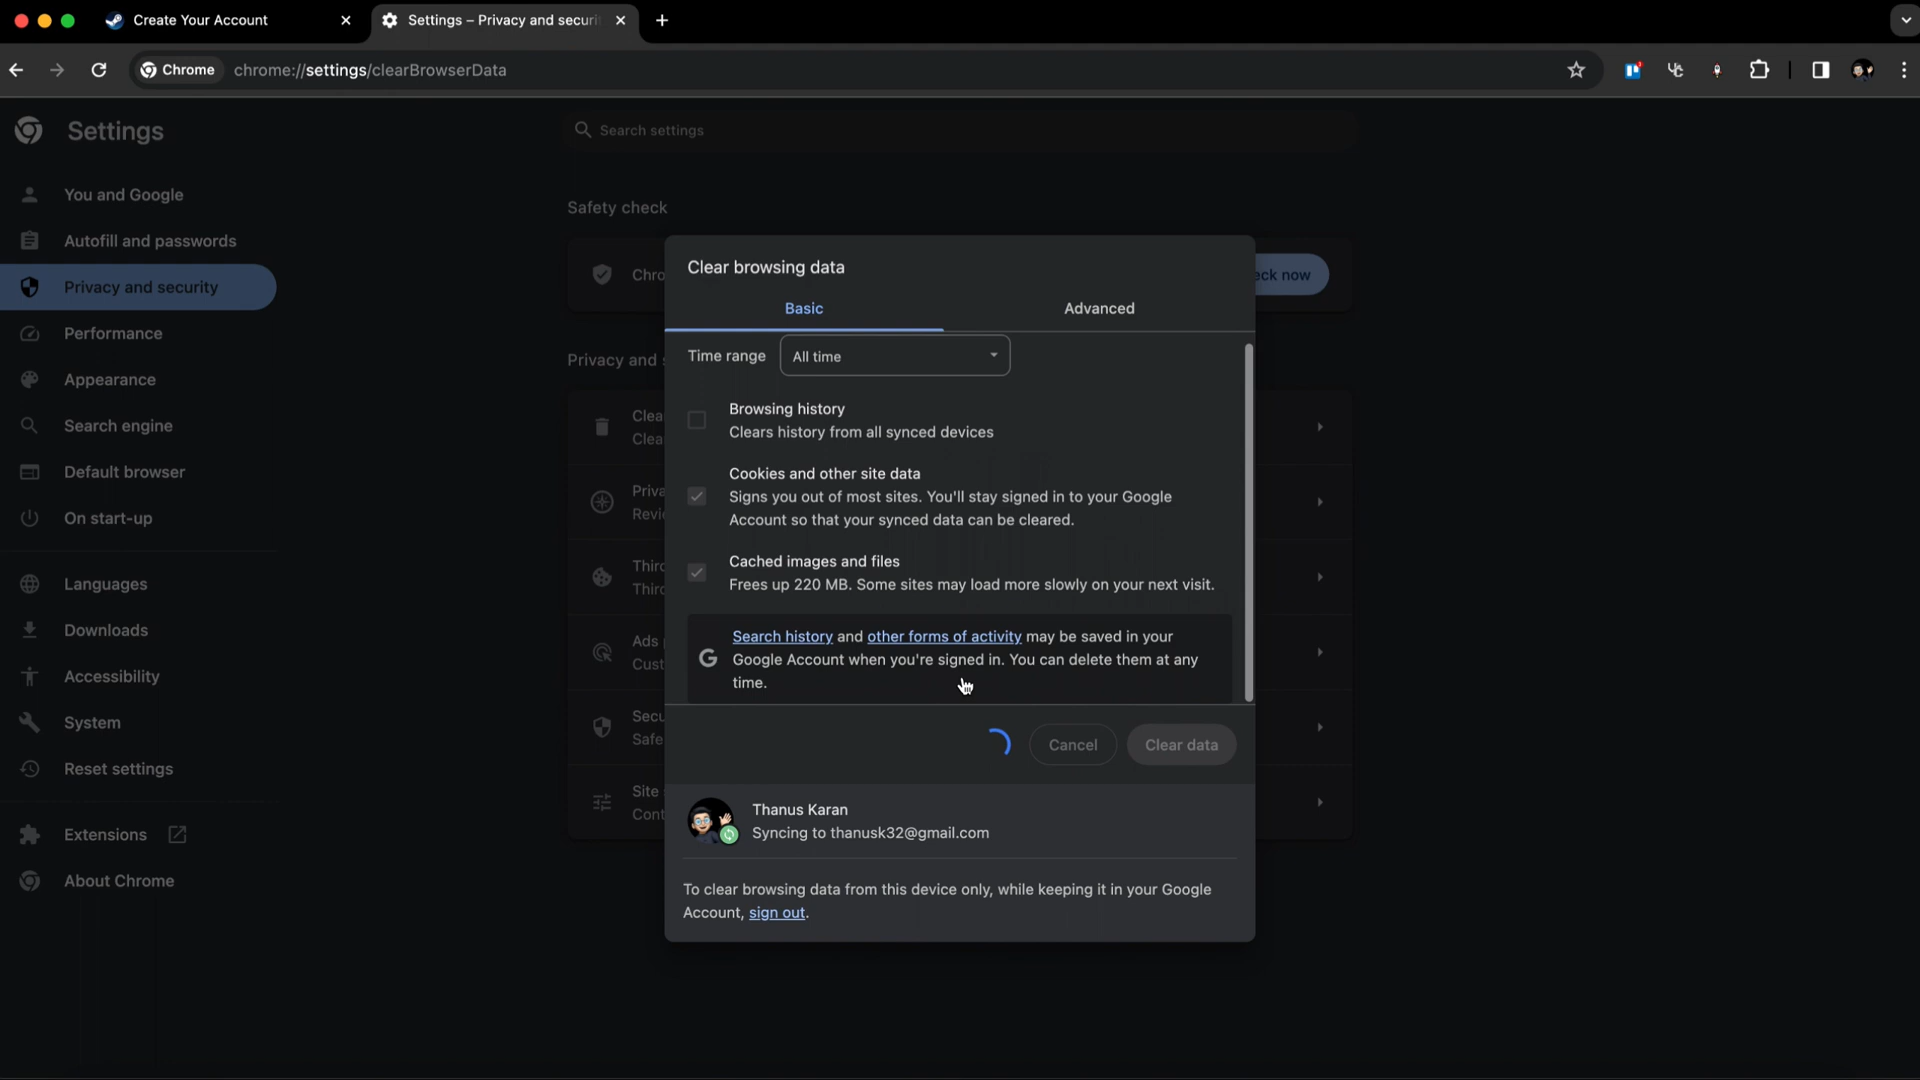 Create Your Account
Settings – Privacy and securi
Chrome
chrome://settings/clearBrowserData
Settings
Search settings
You and Google
Autofill and passwords
Privacy and security
Performance
Appearance
Search engine
Default browser
On start-up
Languages
Downloads
Accessibility
System
Reset settings
Extensions
About Chrome
Safety check
Chro
eck now
Privacy and s
Clea
Clea
Priva
Revie
Third
Third
Ads p
Cust
Secu
Safe
Site s
Cont
Clear browsing data
Basic
Advanced
Time range
All time
Browsing history
Clears history from all synced devices
Cookies and other site data
Signs you out of most sites. You'll stay signed in to your Google
Account so that your synced data can be cleared.
Cached images and files
Frees up 220 MB. Some sites may load more slowly on your next visit.
Search history and other forms of activity may be saved in your
Google Account when you're signed in. You can delete them at any
time.
Cancel
Clear data
Thanus Karan
Syncing to thanusk32@gmail.com
To clear browsing data from this device only, while keeping it in your Google
Account, sign out.